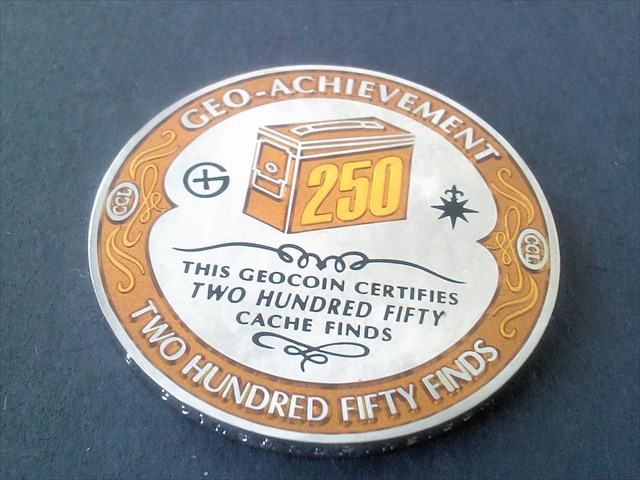 GEO-ACHIEVEMENT
250
CCL
CCL
THIS GEOCOIN CERTIFIES
TWO HUNDRED FIFTY
CACHE FINDS
TWO HUNDRED FIFTY FINDS